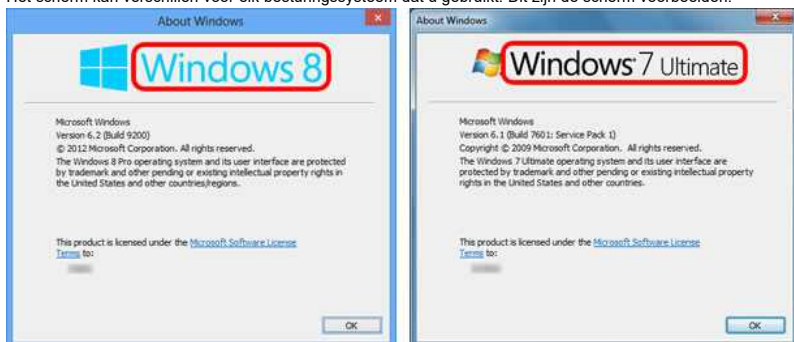 Het scherm kan verschillen voor elk besturingssysteem dat u gebruikt. Dit zijn de scherm voorbeelden.
About Windows
Windows 8
Microsoft Windows
Version 6.2 (Build 9200)
© 2012 Microsoft Corporation. All rights reserved.
The Windows 8 Pro operating system and its user interface are protected
by trademark and other pending or existing intellectual property rights in
the United States and other countries/regions.
This product is licensed under the Microsoft Software License
Terms to:
OK
About Windows
Windows 7 Ultimate
Microsoft Windows
Version 6.1 (Build 7601: Service Pack 1)
Copyright © 2009 Microsoft Corporation. All rights reserved.
The Windows 7 Ultimate operating system and its user interface are
protected by trademark and other pending or existing intellectual property
rights in the United States and other countries.
This product is licensed under the Microsoft Software License
Terms to:
OK